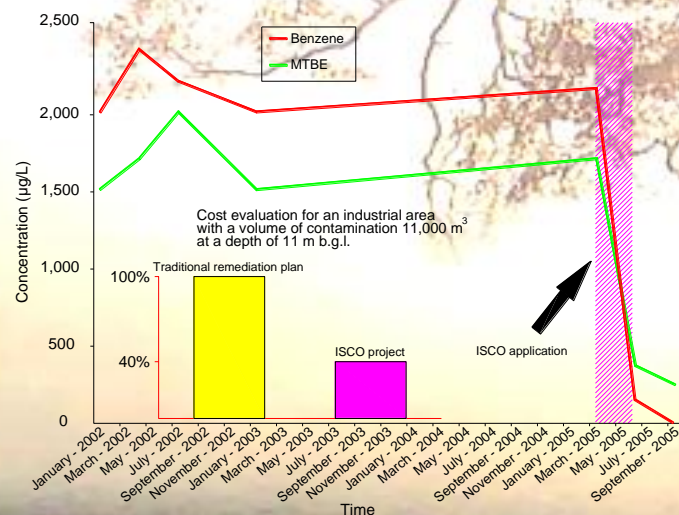 2,500
Benzene
MTBE
2,000
1,500
1,000
500
0
Concentration (µg/L)
Cost evaluation for an industrial area
with a volume of contamination 11,000 m³
at a depth of 11 m b.g.l.
Traditional remediation plan
100%
40%
ISCO project
ISCO application
January - 2002
March - 2002
May - 2002
July - 2002
September - 2002
November - 2002
January - 2003
March - 2003
May - 2003
July - 2003
September - 2003
November - 2003
January - 2004
March - 2004
May - 2004
July - 2004
September - 2004
November - 2004
January - 2005
March - 2005
May - 2005
July - 2005
September - 2005
Time